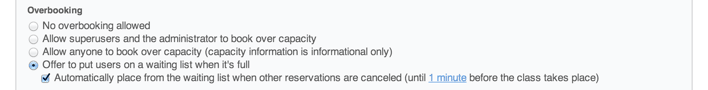 Overbooking
No overbooking allowed
Allow superusers and the administrator to book over capacity
Allow anyone to book over capacity (capacity information is informational only)
Offer to put users on a waiting list when it's full
Automatically place from the waiting list when other reservations are canceled (until 1 minute before the class takes place)